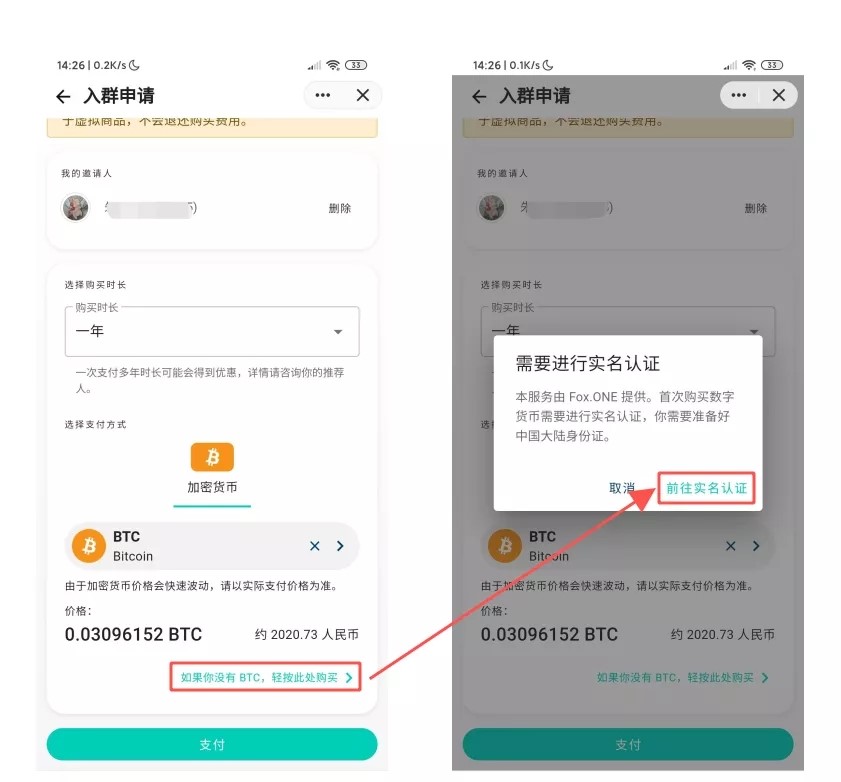 14:26 | 0.2K/s
33
入群申请
于虚拟商品，不会退还购买费用。
我的邀请人
删除
选择购买时长
购买时长
一年
一次支付多年时长可能会得到优惠，详情请咨询你的推荐
人。
选择支付方式
加密货币
BTC
Bitcoin
由于加密货币价格会快速波动，请以实际支付价格为准。
价格：
0.03096152 BTC
约 2020.73 人民币
如果你没有 BTC，轻按此处购买
支付
14:26 | 0.1K/s
33
入群申请
于虚拟商品，不会退还购买费用。
我的邀请人
朱
删除
选择购买时长
购买时长
一年
需要进行实名认证
本服务由 Fox.ONE 提供。首次购买数字
货币需要进行实名认证，你需要准备好
中国大陆身份证。
取消
前往实名认证
BTC
Bitcoin
由于加密货币价格会快速波动，请以实际支付价格为准。
价格：
0.03096152 BTC
约 2020.73 人民币
如果你没有 BTC，轻按此处购买
支付